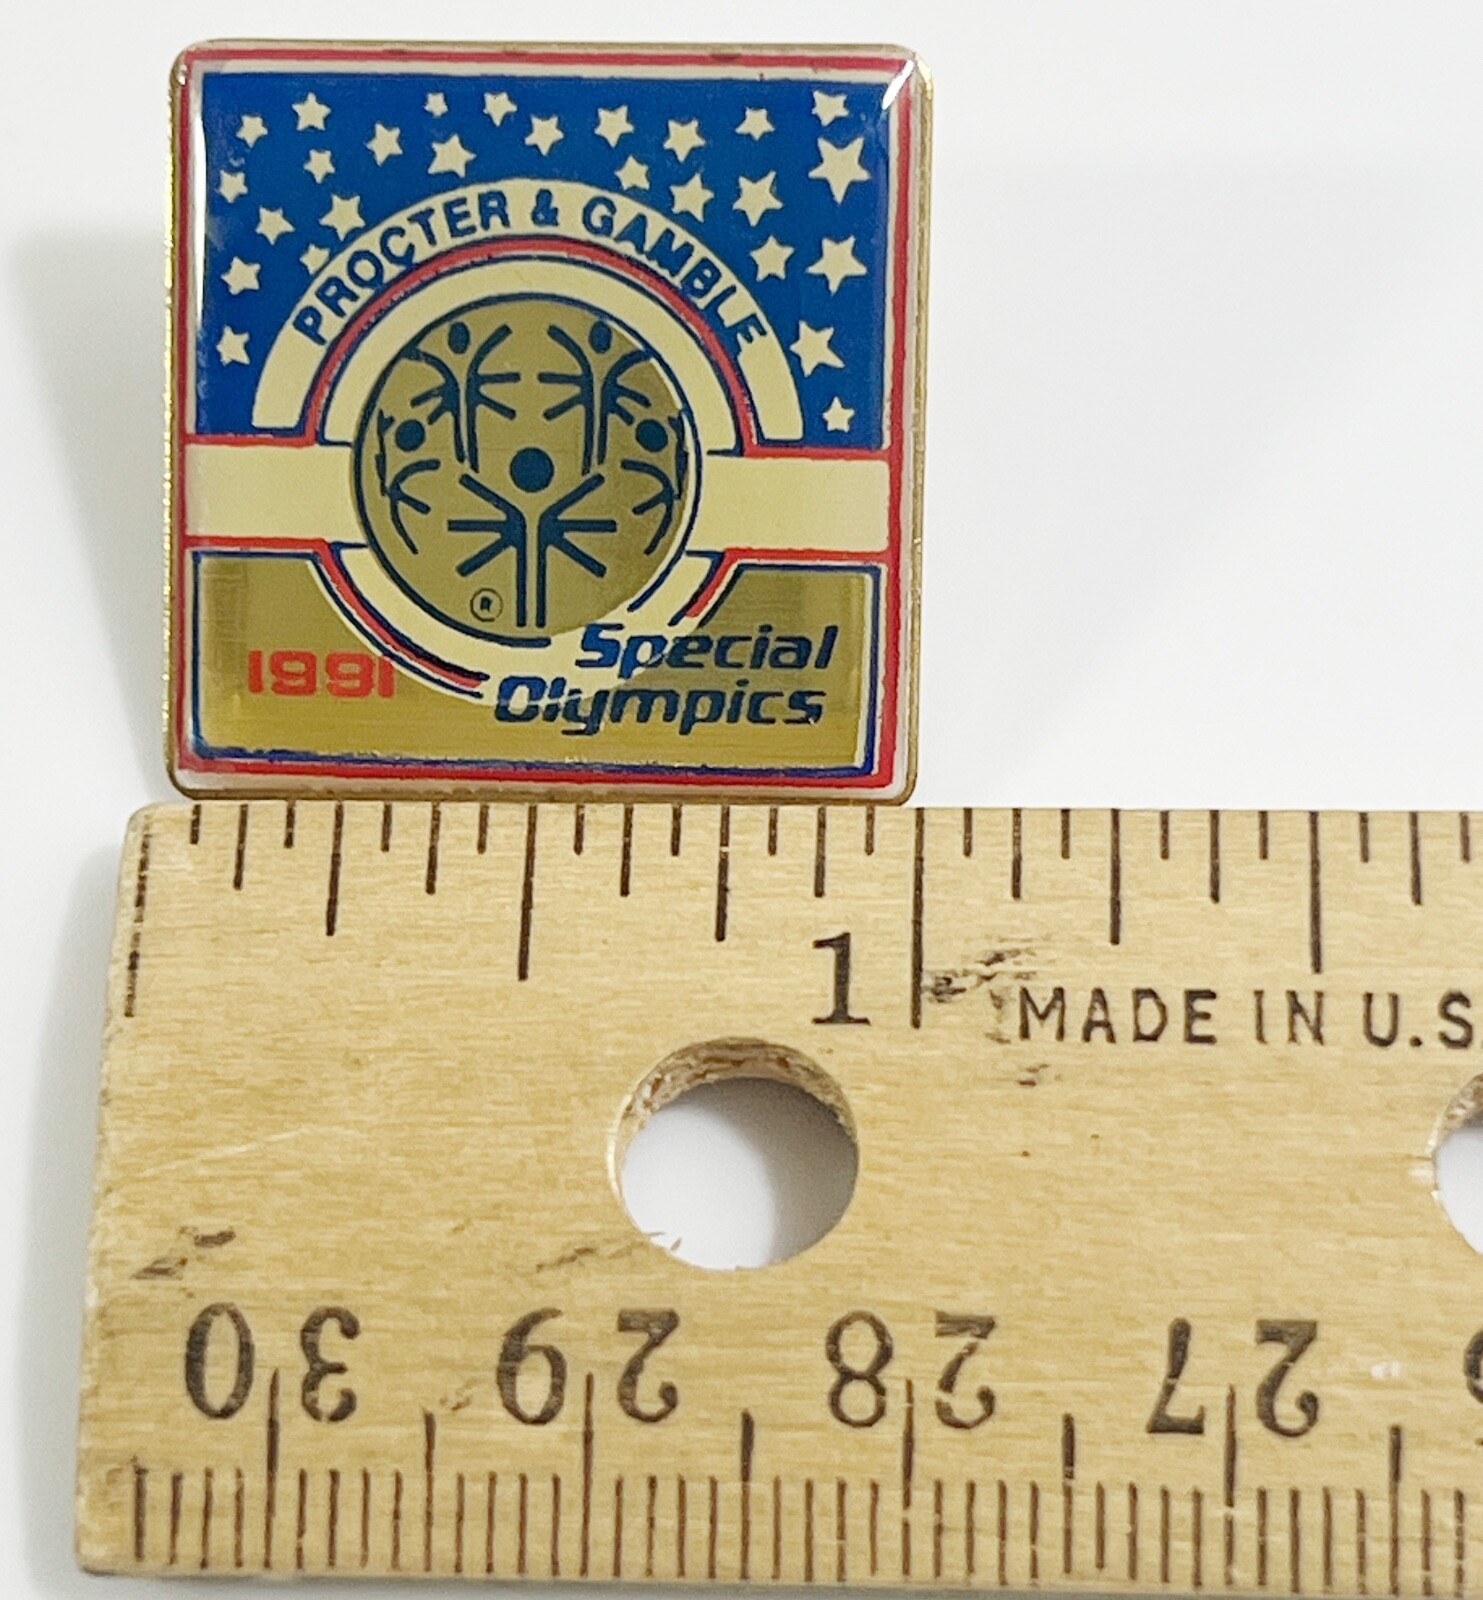 PROCTER & GAMBLE
®
1991
Special
Olympics
1
MADE IN U.S.
30 29 28 27